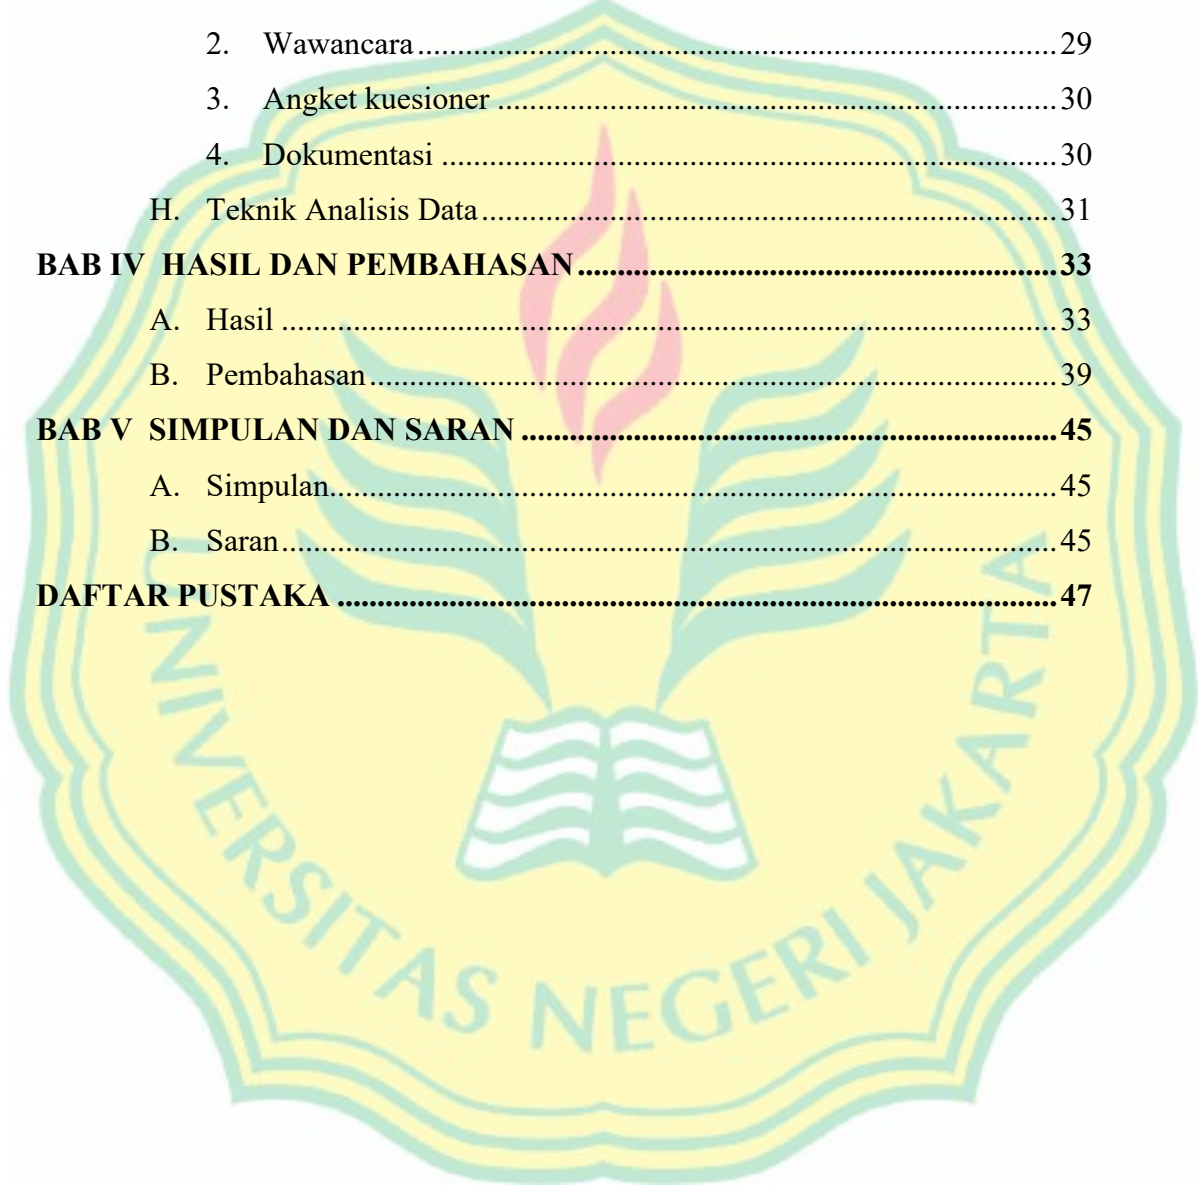 2. Wawancara........................................................................29
3. Angket kuesioner ..............................................................30
4. Dokumentasi .....................................................................30
H. Teknik Analisis Data................................................................31
BAB IV HASIL DAN PEMBAHASAN.....................................................33
A. Hasil ........................................................................................33
B. Pembahasan.............................................................................39
BAB V SIMPULAN DAN SARAN ...........................................................45
A. Simpulan..................................................................................45
B. Saran........................................................................................45
DAFTAR PUSTAKA ................................................................................47
UNIVERSITAS NEGERI JAKARTA